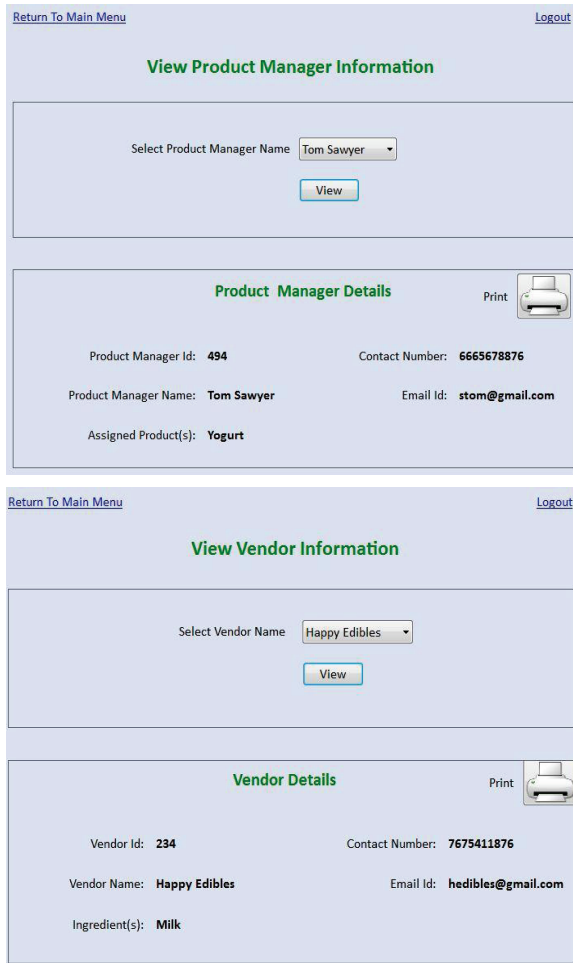 Return To Main Menu Logout
View Product Manager Information
Select Product Manager Name Tom Sawyer
View
Product Manager Details Print
Product Manager Id: 494 Contact Number: 6665678876
Product Manager Name: Tom Sawyer Email Id: stom@gmail.com
Assigned Product(s): Yogurt
Return To Main Menu Logout
View Vendor Information
Select Vendor Name Happy Edibles
View
Vendor Details Print
Vendor Id: 234 Contact Number: 7675411876
Vendor Name: Happy Edibles Email Id: hedibles@gmail.com
Ingredient(s): Milk